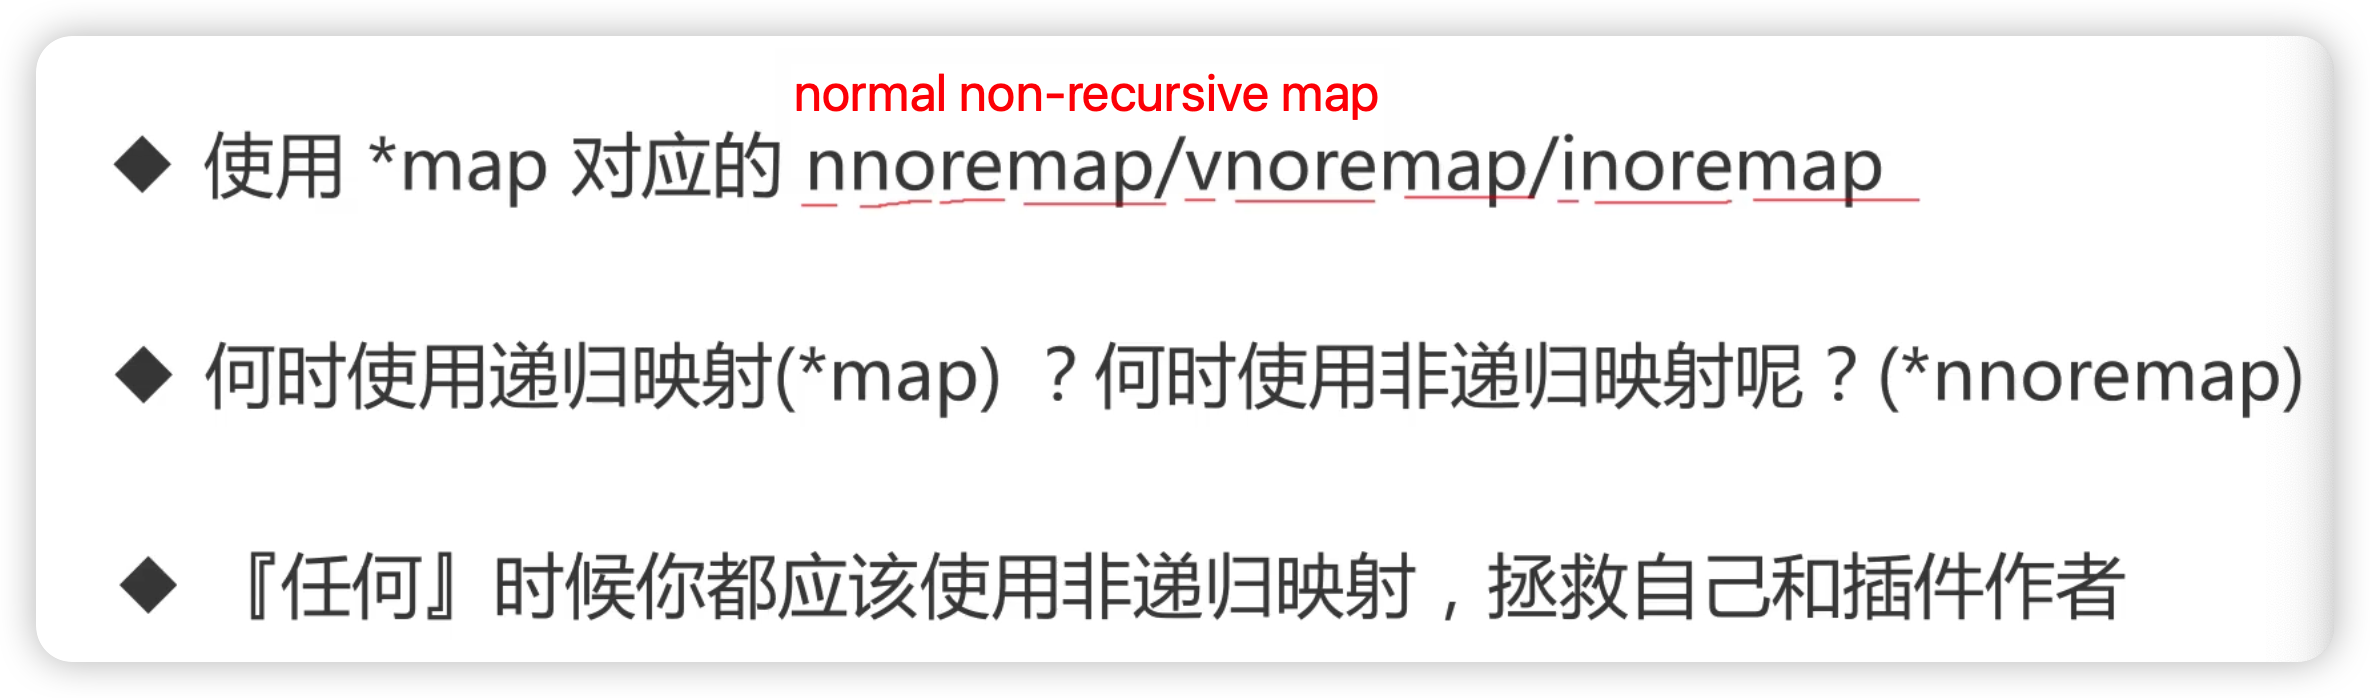 normal non-recursive map
◆ 使用 *map 对应的 nnoremap/vnoremap/inoremap
◆ 何时使用递归映射(*map) ？何时使用非递归映射呢？(*nnoremap)
◆ 『任何』时候你都应该使用非递归映射，拯救自己和插件作者